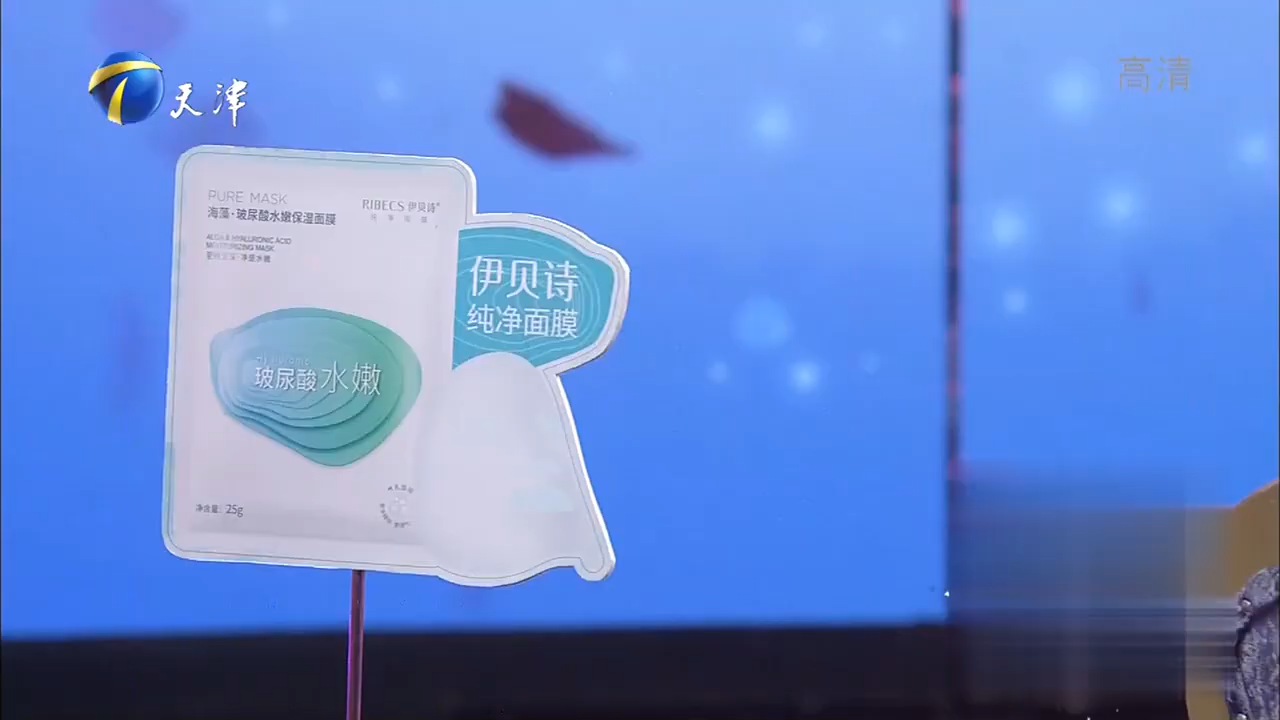 天津
高清
PURE MASK
海藻·玻尿酸水嫩保湿面膜
ALGAE HYALURONIC ACID
MOISTURIZING MASK
RIBECS 伊贝诗®
伊贝诗
纯净面膜
玻尿酸水嫩
净含量: 25g